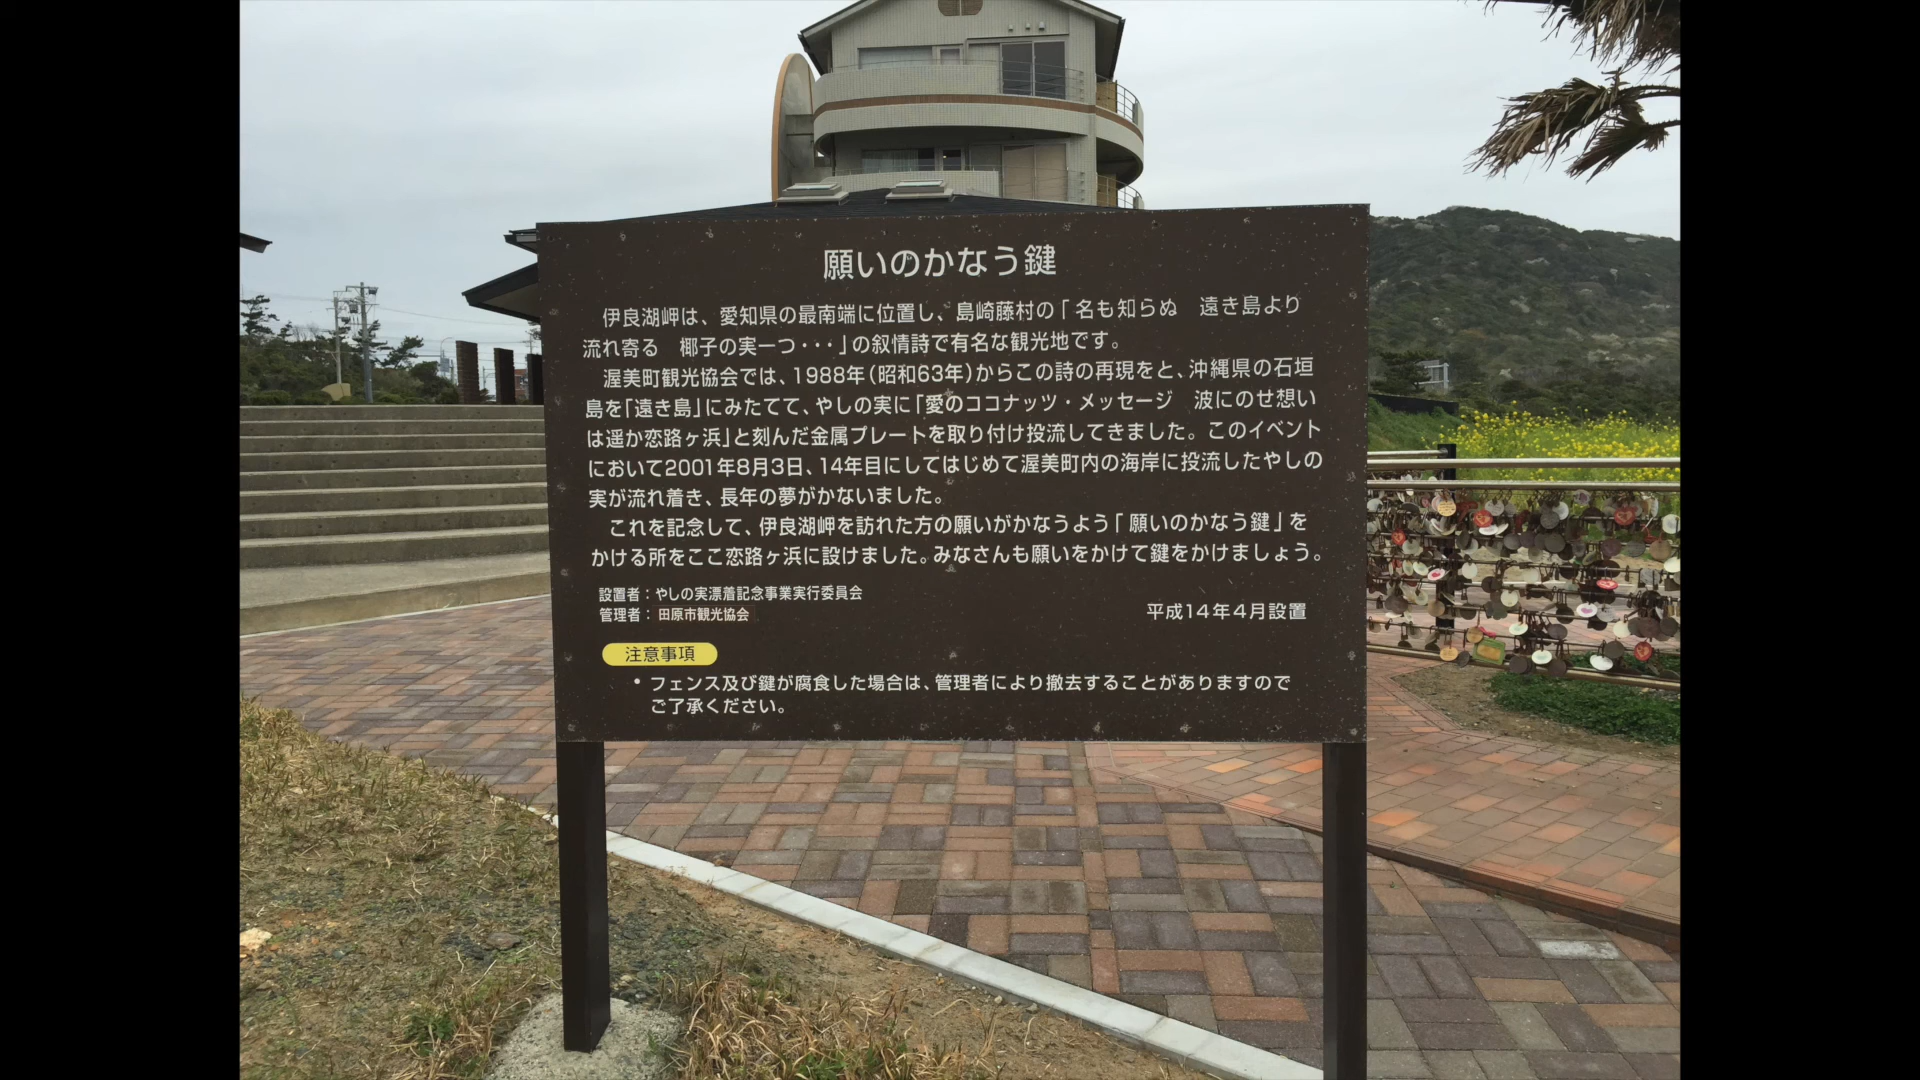 願いのかなう鍵
伊良湖岬は、愛知県の最南端に位置し、島崎藤村の「名も知らぬ　遠き島より
流れ寄る　椰子の実一つ・・・」の叙情詩で有名な観光地です。
渥美町観光協会では、1988年(昭和63年)からこの詩の再現をと、沖縄県の石垣
島を「遠き島」にみたてて、やしの実に「愛のココナッツ・メッセージ　波にのせ想い
は遥か恋路ヶ浜」と刻んだ金属プレートを取り付け投流してきました。このイベント
において2001年8月3日、14年目にしてはじめて渥美町内の海岸に投流したやしの
実が流れ着き、長年の夢がかないました。
これを記念して、伊良湖岬を訪れた方の願いがかなうよう「願いのかなう鍵」を
かける所をここ恋路ヶ浜に設けました。みなさんも願いをかけて鍵をかけましょう。
設置者：やしの実漂着記念事業実行委員会
管理者：田原市観光協会
平成14年4月設置
注意事項
・フェンス及び鍵が腐食した場合は、管理者により撤去することがありますので
ご了承ください。